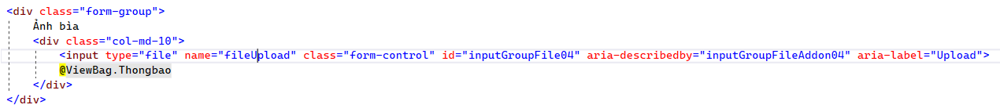 <div class="form-group">
Ảnh bìa
<div class="col-md-10">
<input type="file" name="fileUpload" class="form-control" id="inputGroupFile04" aria-describedby="inputGroupFileAddon04" aria-label="Upload">
@ViewBag.Thongbao
</div>
</div>